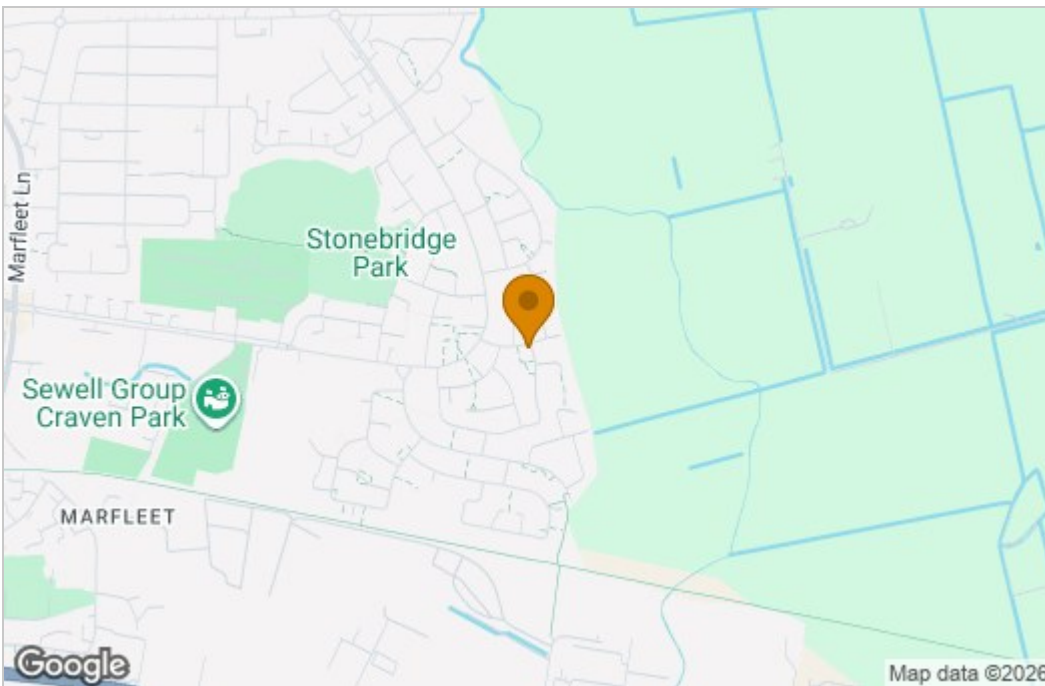 Marfleet Ln
Stonebridge
Park
Sewell Group
Craven Park
MARFLEET
Google
Map data ©2026